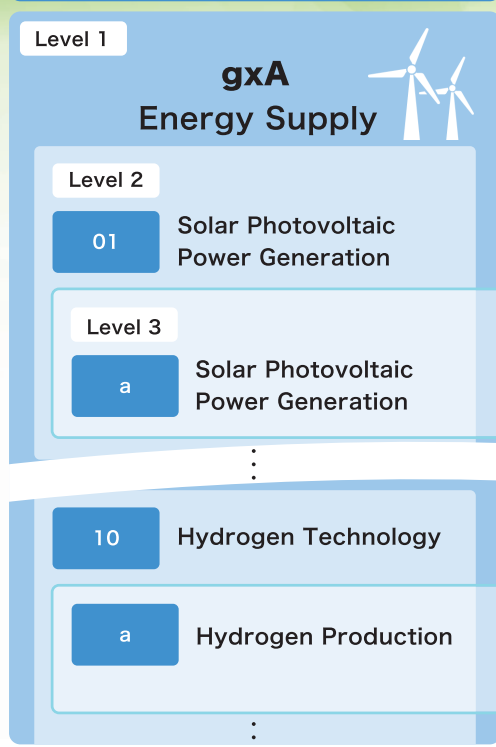 Level 1
gxA
Energy Supply
Level 2
01
Solar Photovoltaic
Power Generation
Level 3
a
Solar Photovoltaic
Power Generation
10
Hydrogen Technology
a
Hydrogen Production